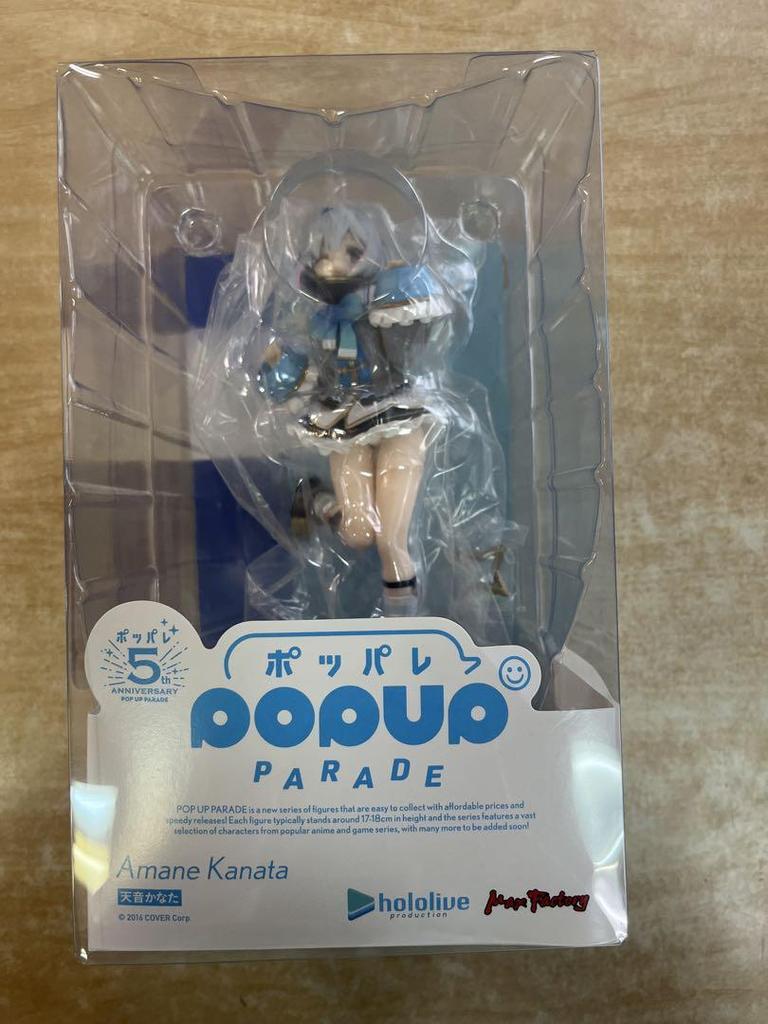 ポッパレ
5th
ANNIVERSARY
POP UP PARADE
ポッパレ
POPUP
PARADE
POP UP PARADE is a new series of figures that are easy to collect with affordable prices and
speedy releases! Each figure typically stands around 17-18cm in height and the series features a vast
selection of characters from popular anime and game series, with many more to be added soon!
Amane Kanata
天音かなた
© 2016 COVER Corp.
hololive
production
Max Factory